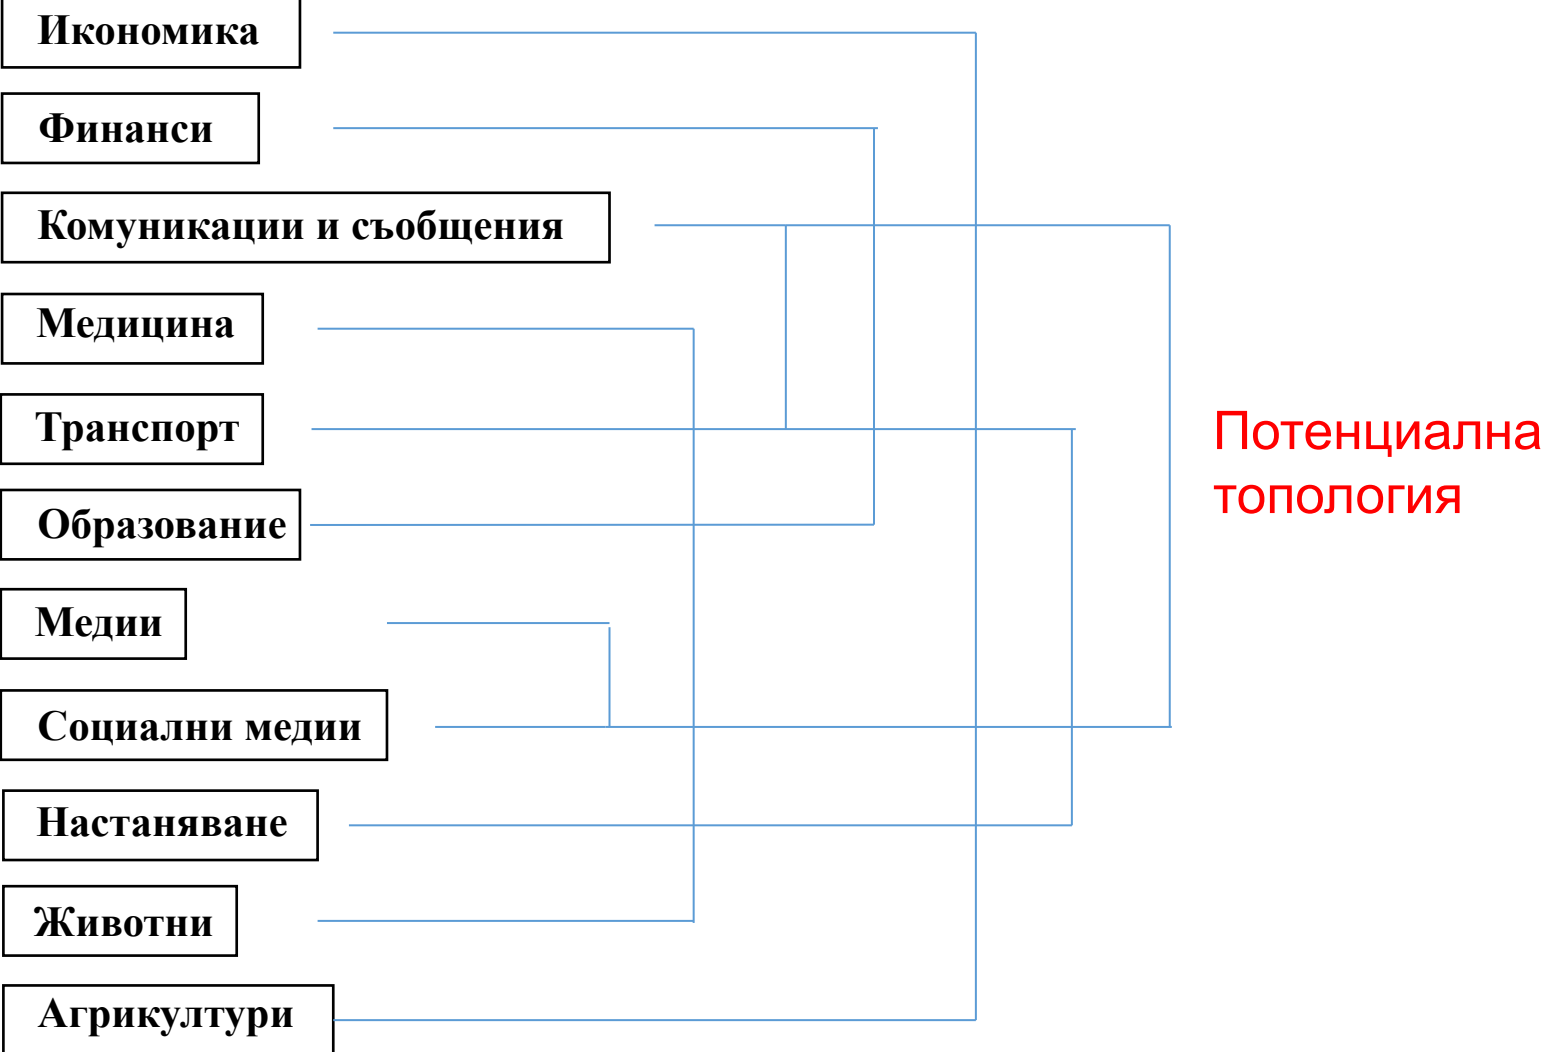 Икономика
Финанси
Комуникации и съобщения
Медицина
Транспорт
Образование
Медии
Социални медии
Настаняване
Животни
Агрикултури
Потенциална
топология